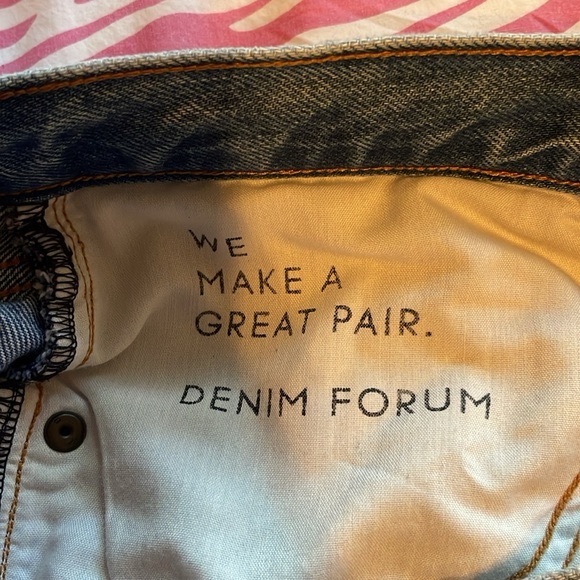 WE
MAKE A
GREAT PAIR.
DENIM FORUM